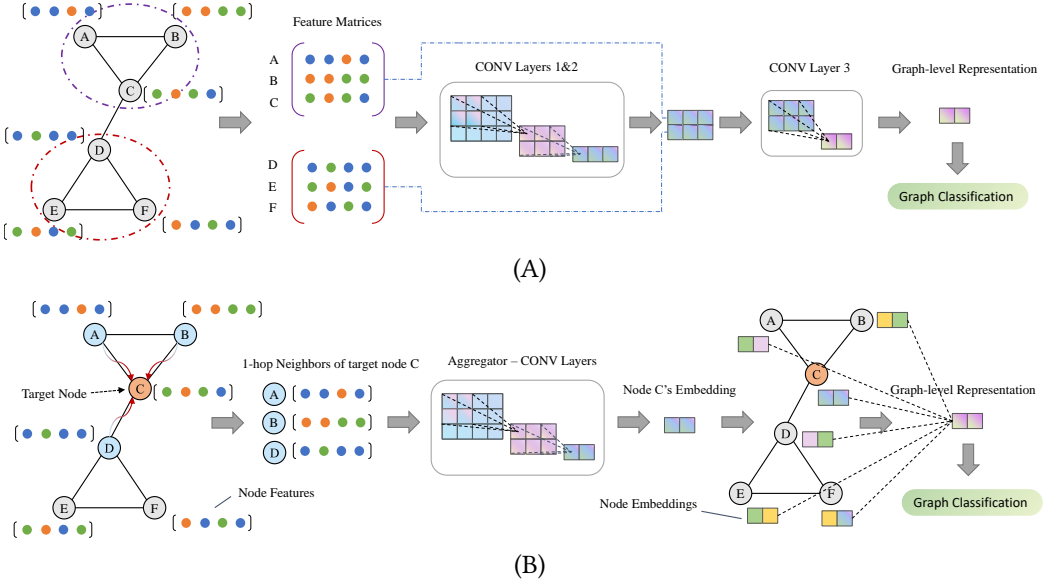 A
B
C
D
E
F
Feature Matrices
A
B
C
D
E
F
CONV Layers 1&2
CONV Layer 3
Graph-level Representation
Graph Classification
(A)
A
B
C
D
E
F
Target Node
Node Features
1-hop Neighbors of target node C
A
B
D
Aggregator – CONV Layers
Node C's Embedding
A
B
C
D
E
F
Node Embeddings
Graph-level Representation
Graph Classification
(B)